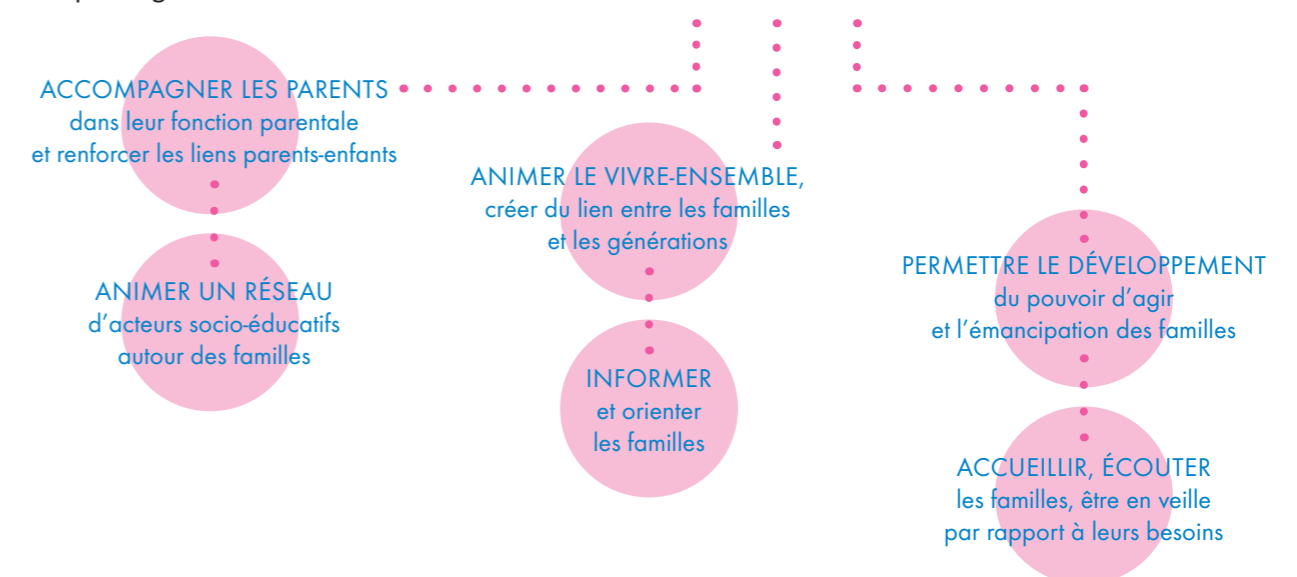 ACCOMPAGNER LES PARENTS
dans leur fonction parentale
et renforcer les liens parents-enfants
ANIMER UN RÉSEAU
d'acteurs socio-éducatifs
autour des familles
ANIMER LE VIVRE-ENSEMBLE,
créer du lien entre les familles
et les générations
INFORMER
et orienter
les familles
PERMETTRE LE DÉVELOPPEMENT
du pouvoir d'agir
et l'émancipation des familles
ACCUEILLIR, ÉCOUTER
les familles, être en veille
par rapport à leurs besoins